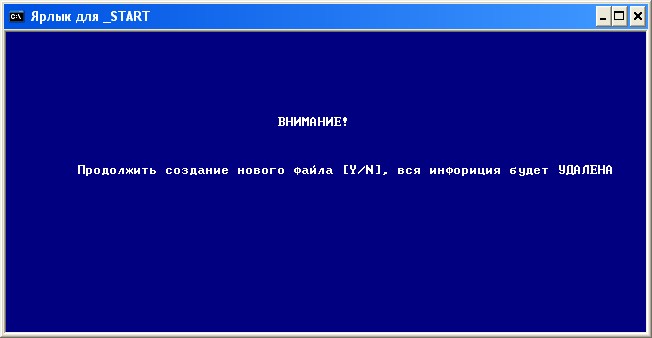 Ярлык для _START
ВНИМАНИЕ!
Продолжить создание нового файла [Y/N], вся инфориция будет УДАЛЕНА